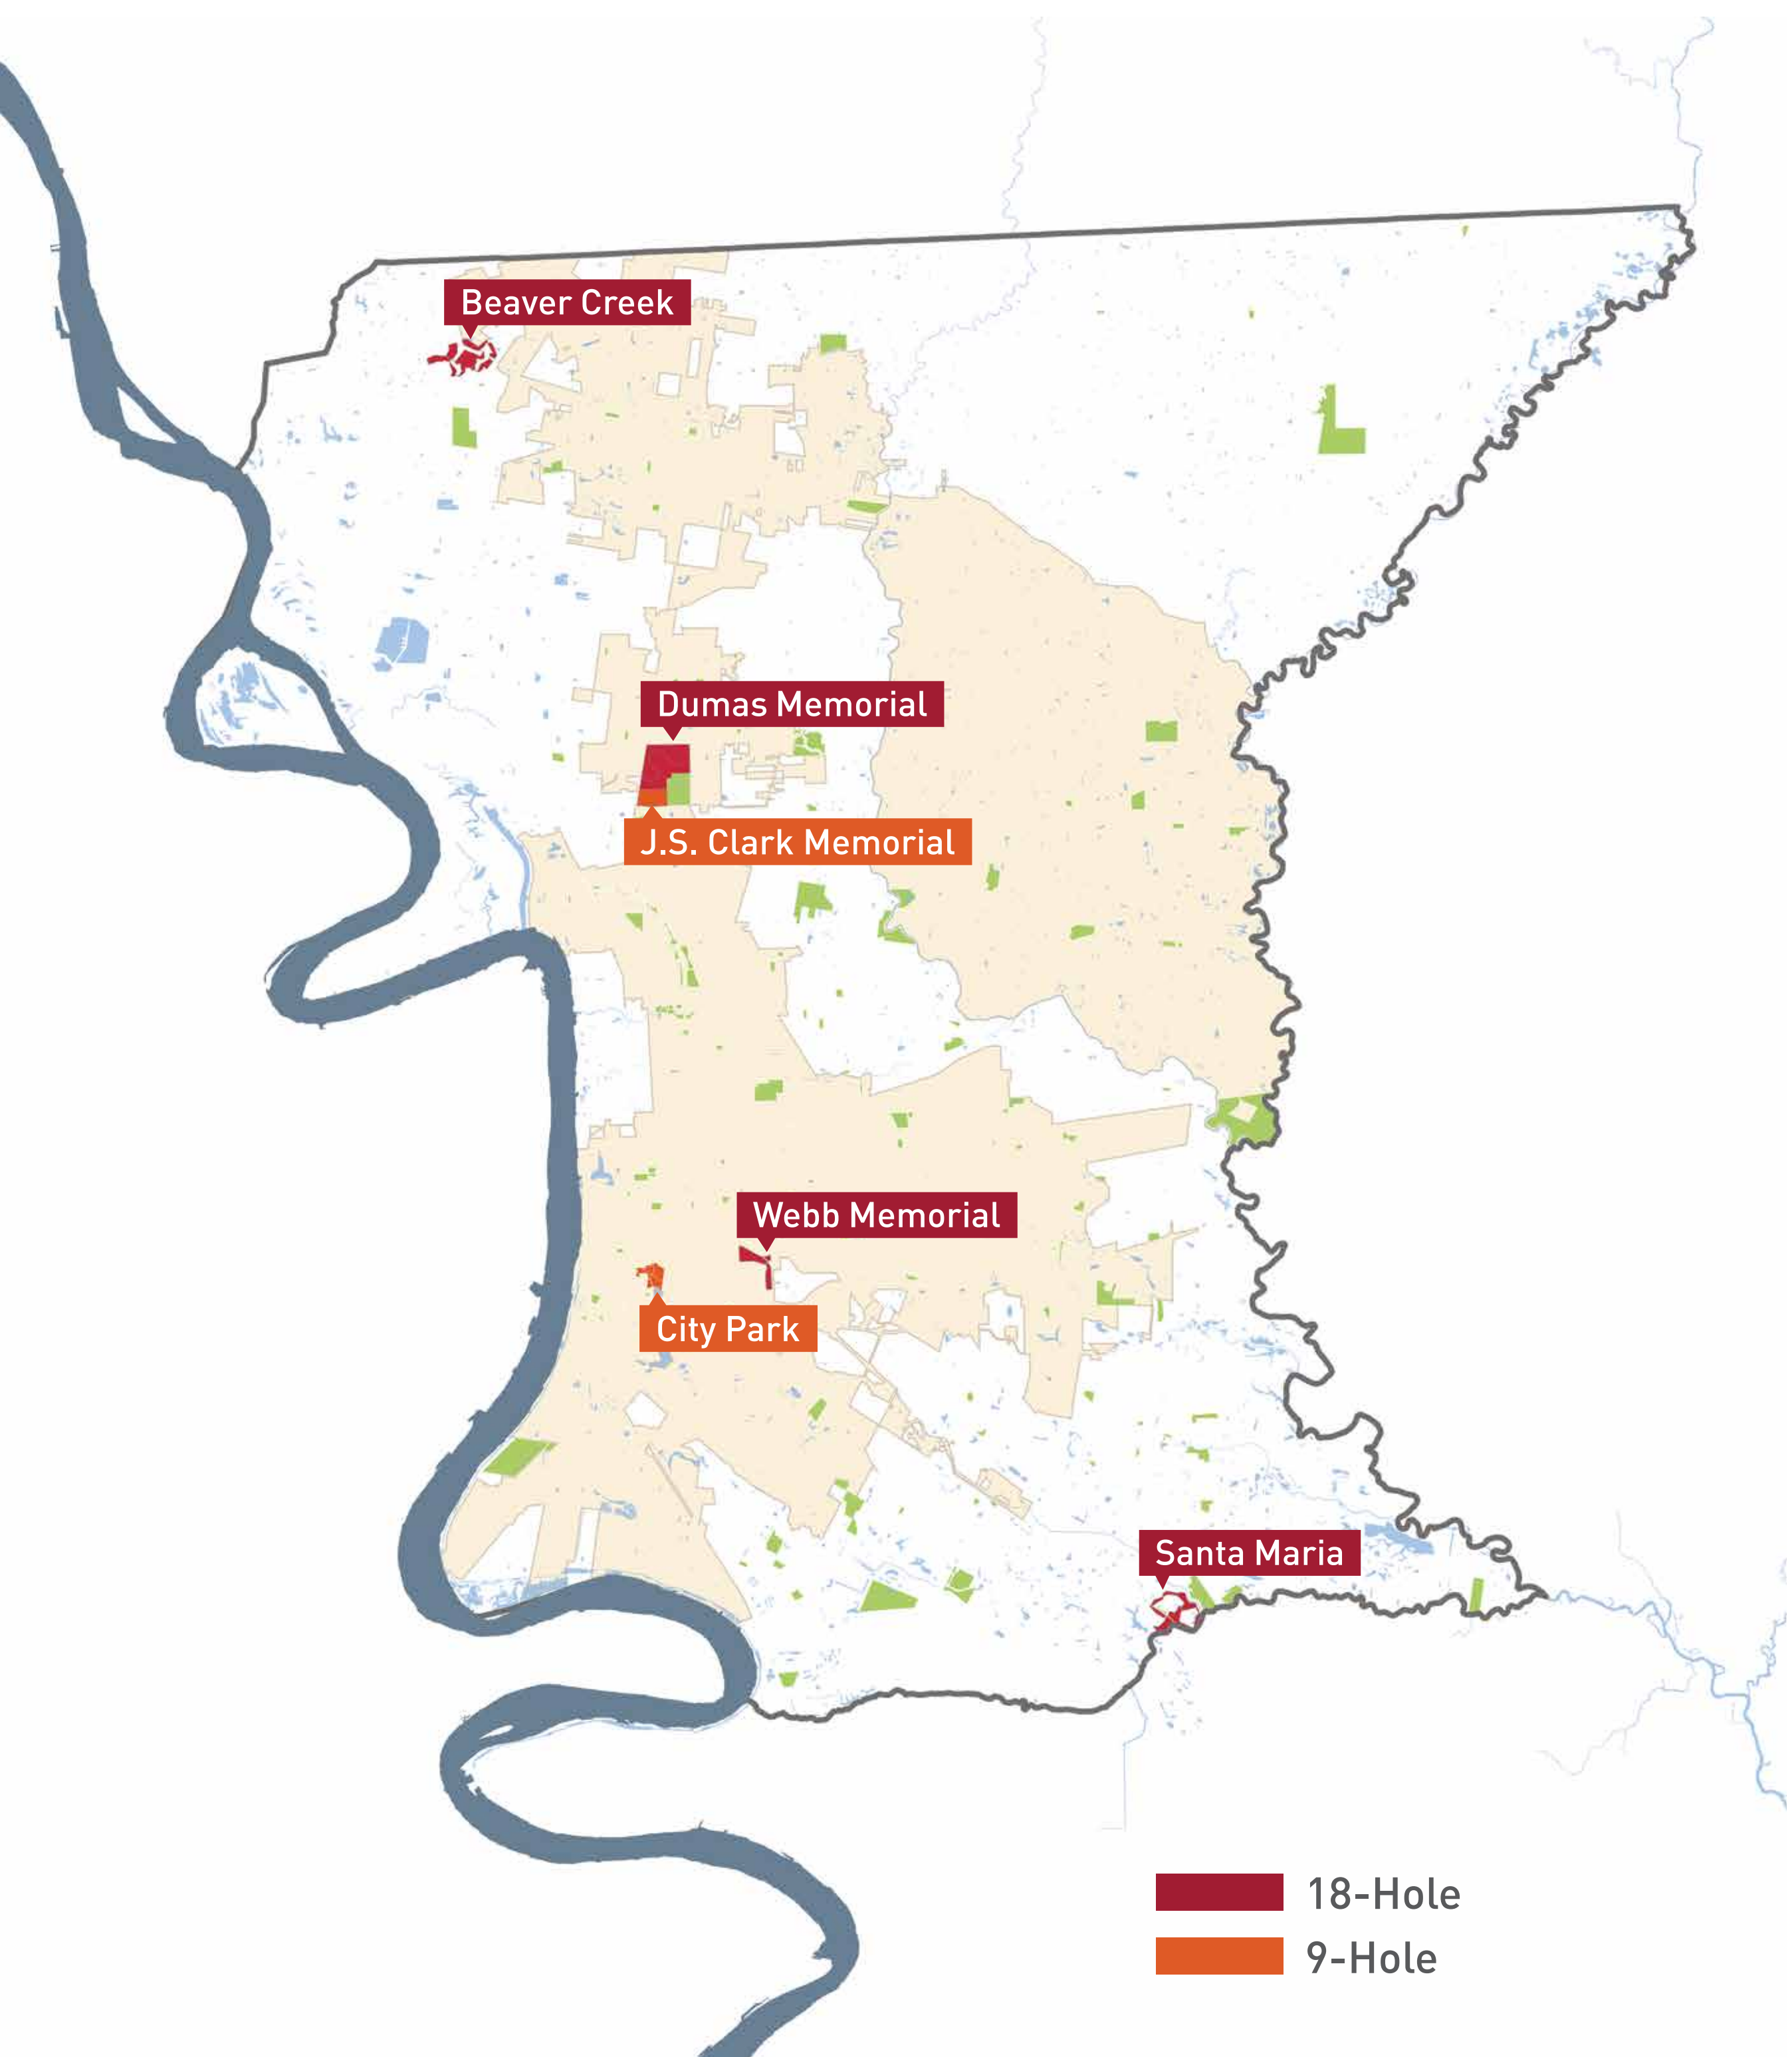 Beaver Creek
Dumas Memorial
J.S. Clark Memorial
Webb Memorial
City Park
Santa Maria
18-Hole
9-Hole